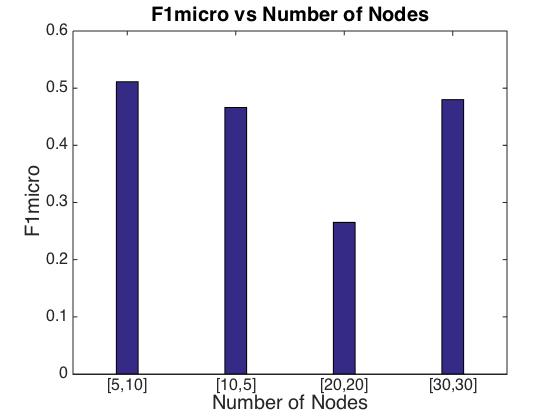 F1micro vs Number of Nodes
0.6
0.5
0.4
0.3
0.2
0.1
0
F1micro
[5,10] [10,5] [20,20] [30,30]
Number of Nodes